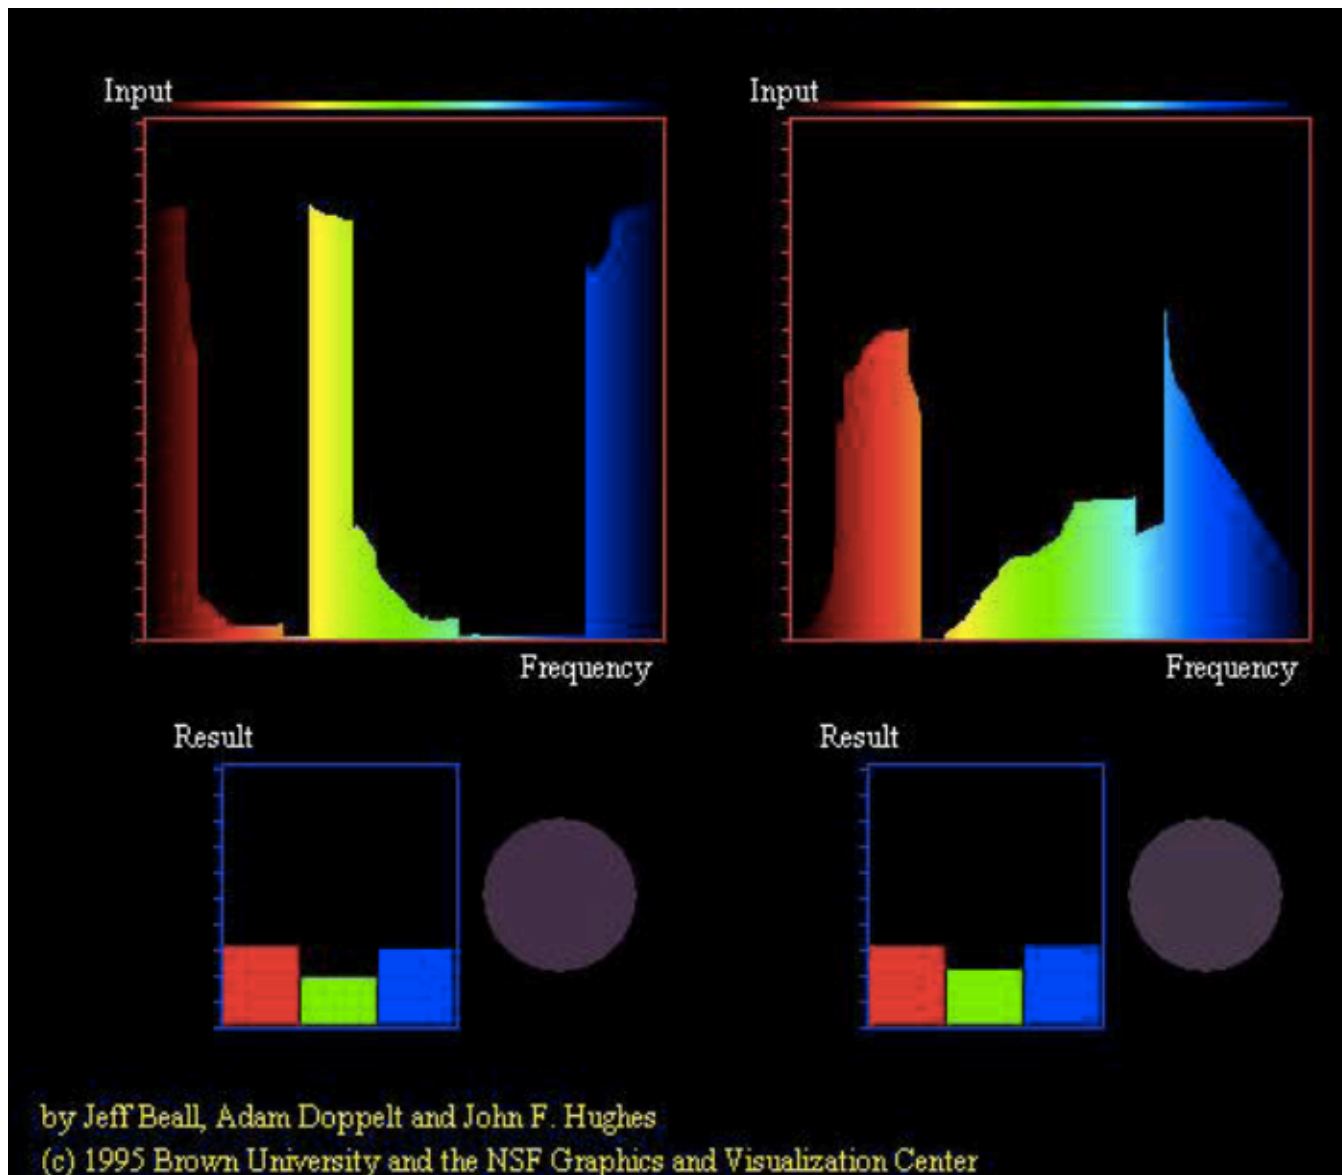 Input
Input
Frequency
Frequency
Result
Result
by Jeff Beall, Adam Doppelt and John F. Hughes
(c) 1995 Brown University and the NSF Graphics and Visualization Center